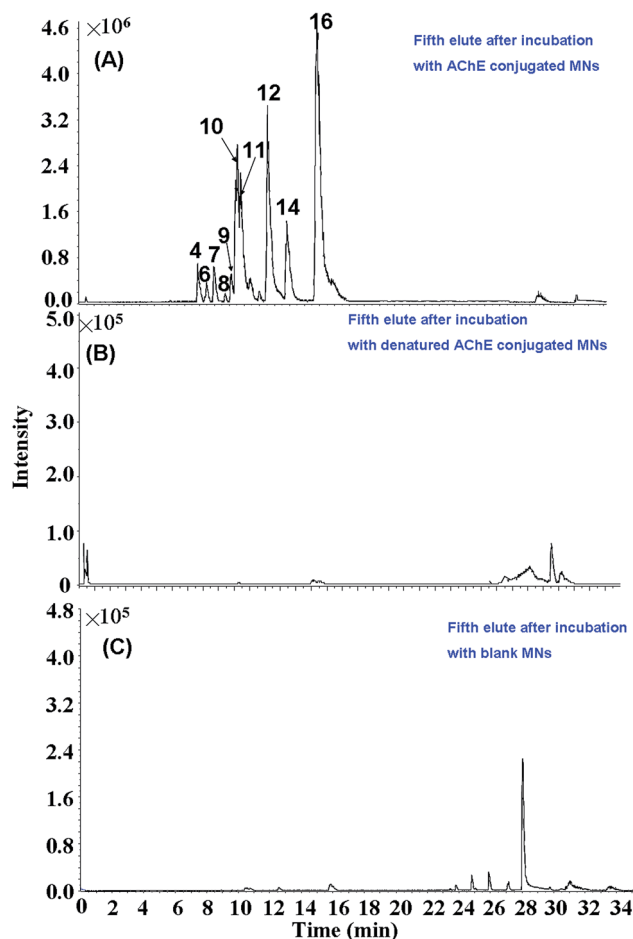 ×10⁶
4.6
4.0
3.2
2.4
1.6
0.8
0.0
(A)
Fifth elute after incubation
with AChE conjugated MNs
16
12
10
11
14
9
4
7
6
8
×10⁵
5.0
4.0
3.0
2.0
1.0
0
(B)
Fifth elute after incubation
with denatured AChE conjugated MNs
Intensity
×10⁵
4.8
4.0
3.2
2.4
1.6
0.8
0.0
(C)
Fifth elute after incubation
with blank MNs
0 2 4 6 8 10 12 14 16 18 20 22 24 26 28 30 32 34
Time (min)